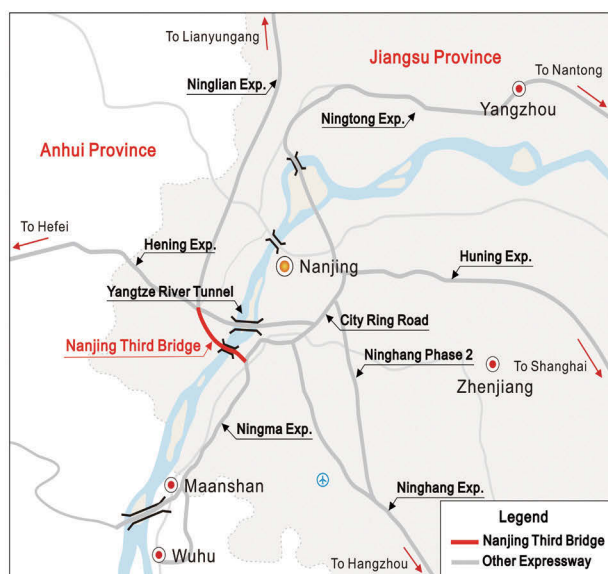 To Lianyungang
Jiangsu Province
Ninglian Exp.
To Nantong
Yangzhou
Ningtong Exp.
Anhui Province
To Hefei
Hening Exp.
Nanjing
Huning Exp.
Yangtze River Tunnel
City Ring Road
Nanjing Third Bridge
Ninghang Phase 2
To Shanghai
Zhenjiang
Ningma Exp.
Maanshan
Ninghang Exp.
Wuhu
To Hangzhou
Legend
Nanjing Third Bridge
Other Expressway